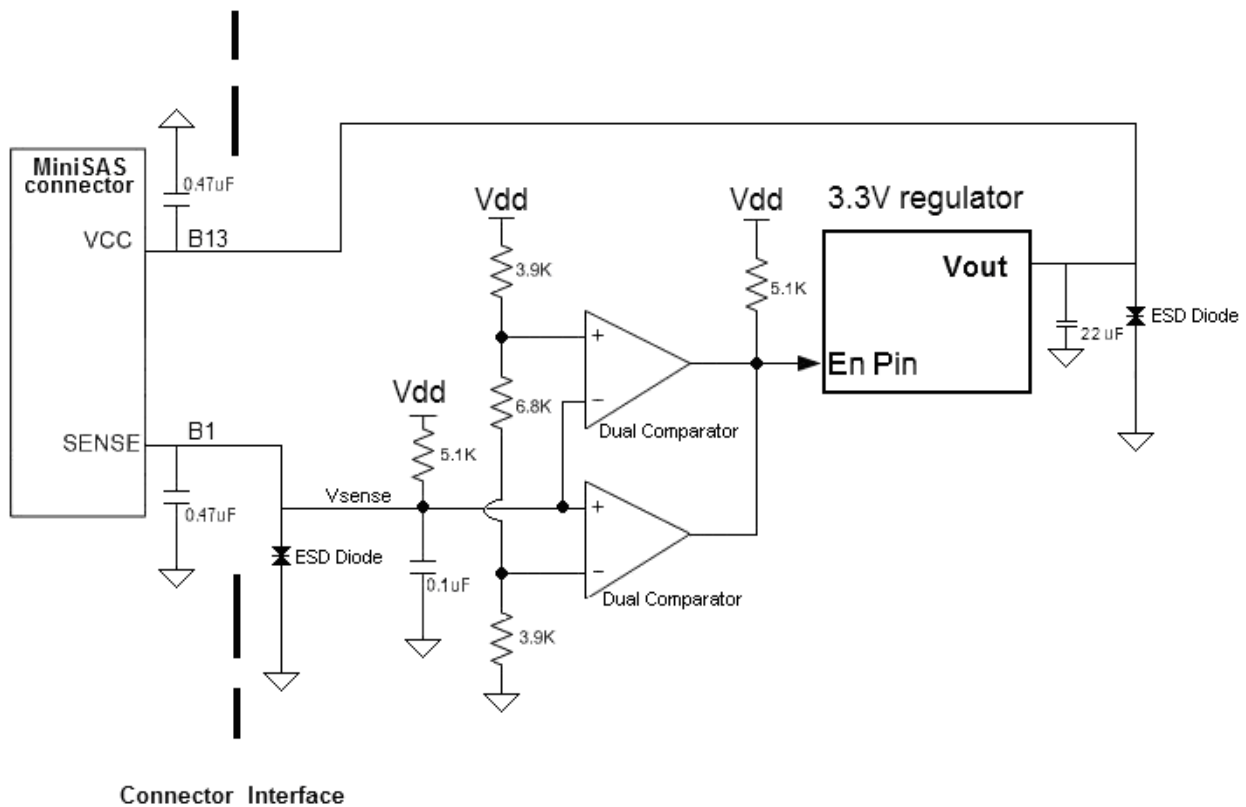 MiniSAS
connector
0.47uF
VCC
B13
Vdd
3.9K
Vdd
5.1K
3.3V regulator
Vout
En Pin
22 uF
ESD Diode
+
−
Dual Comparator
6.8K
Vdd
5.1K
SENSE
B1
0.47uF
Vsense
ESD Diode
0.1uF
+
−
Dual Comparator
3.9K
Connector Interface